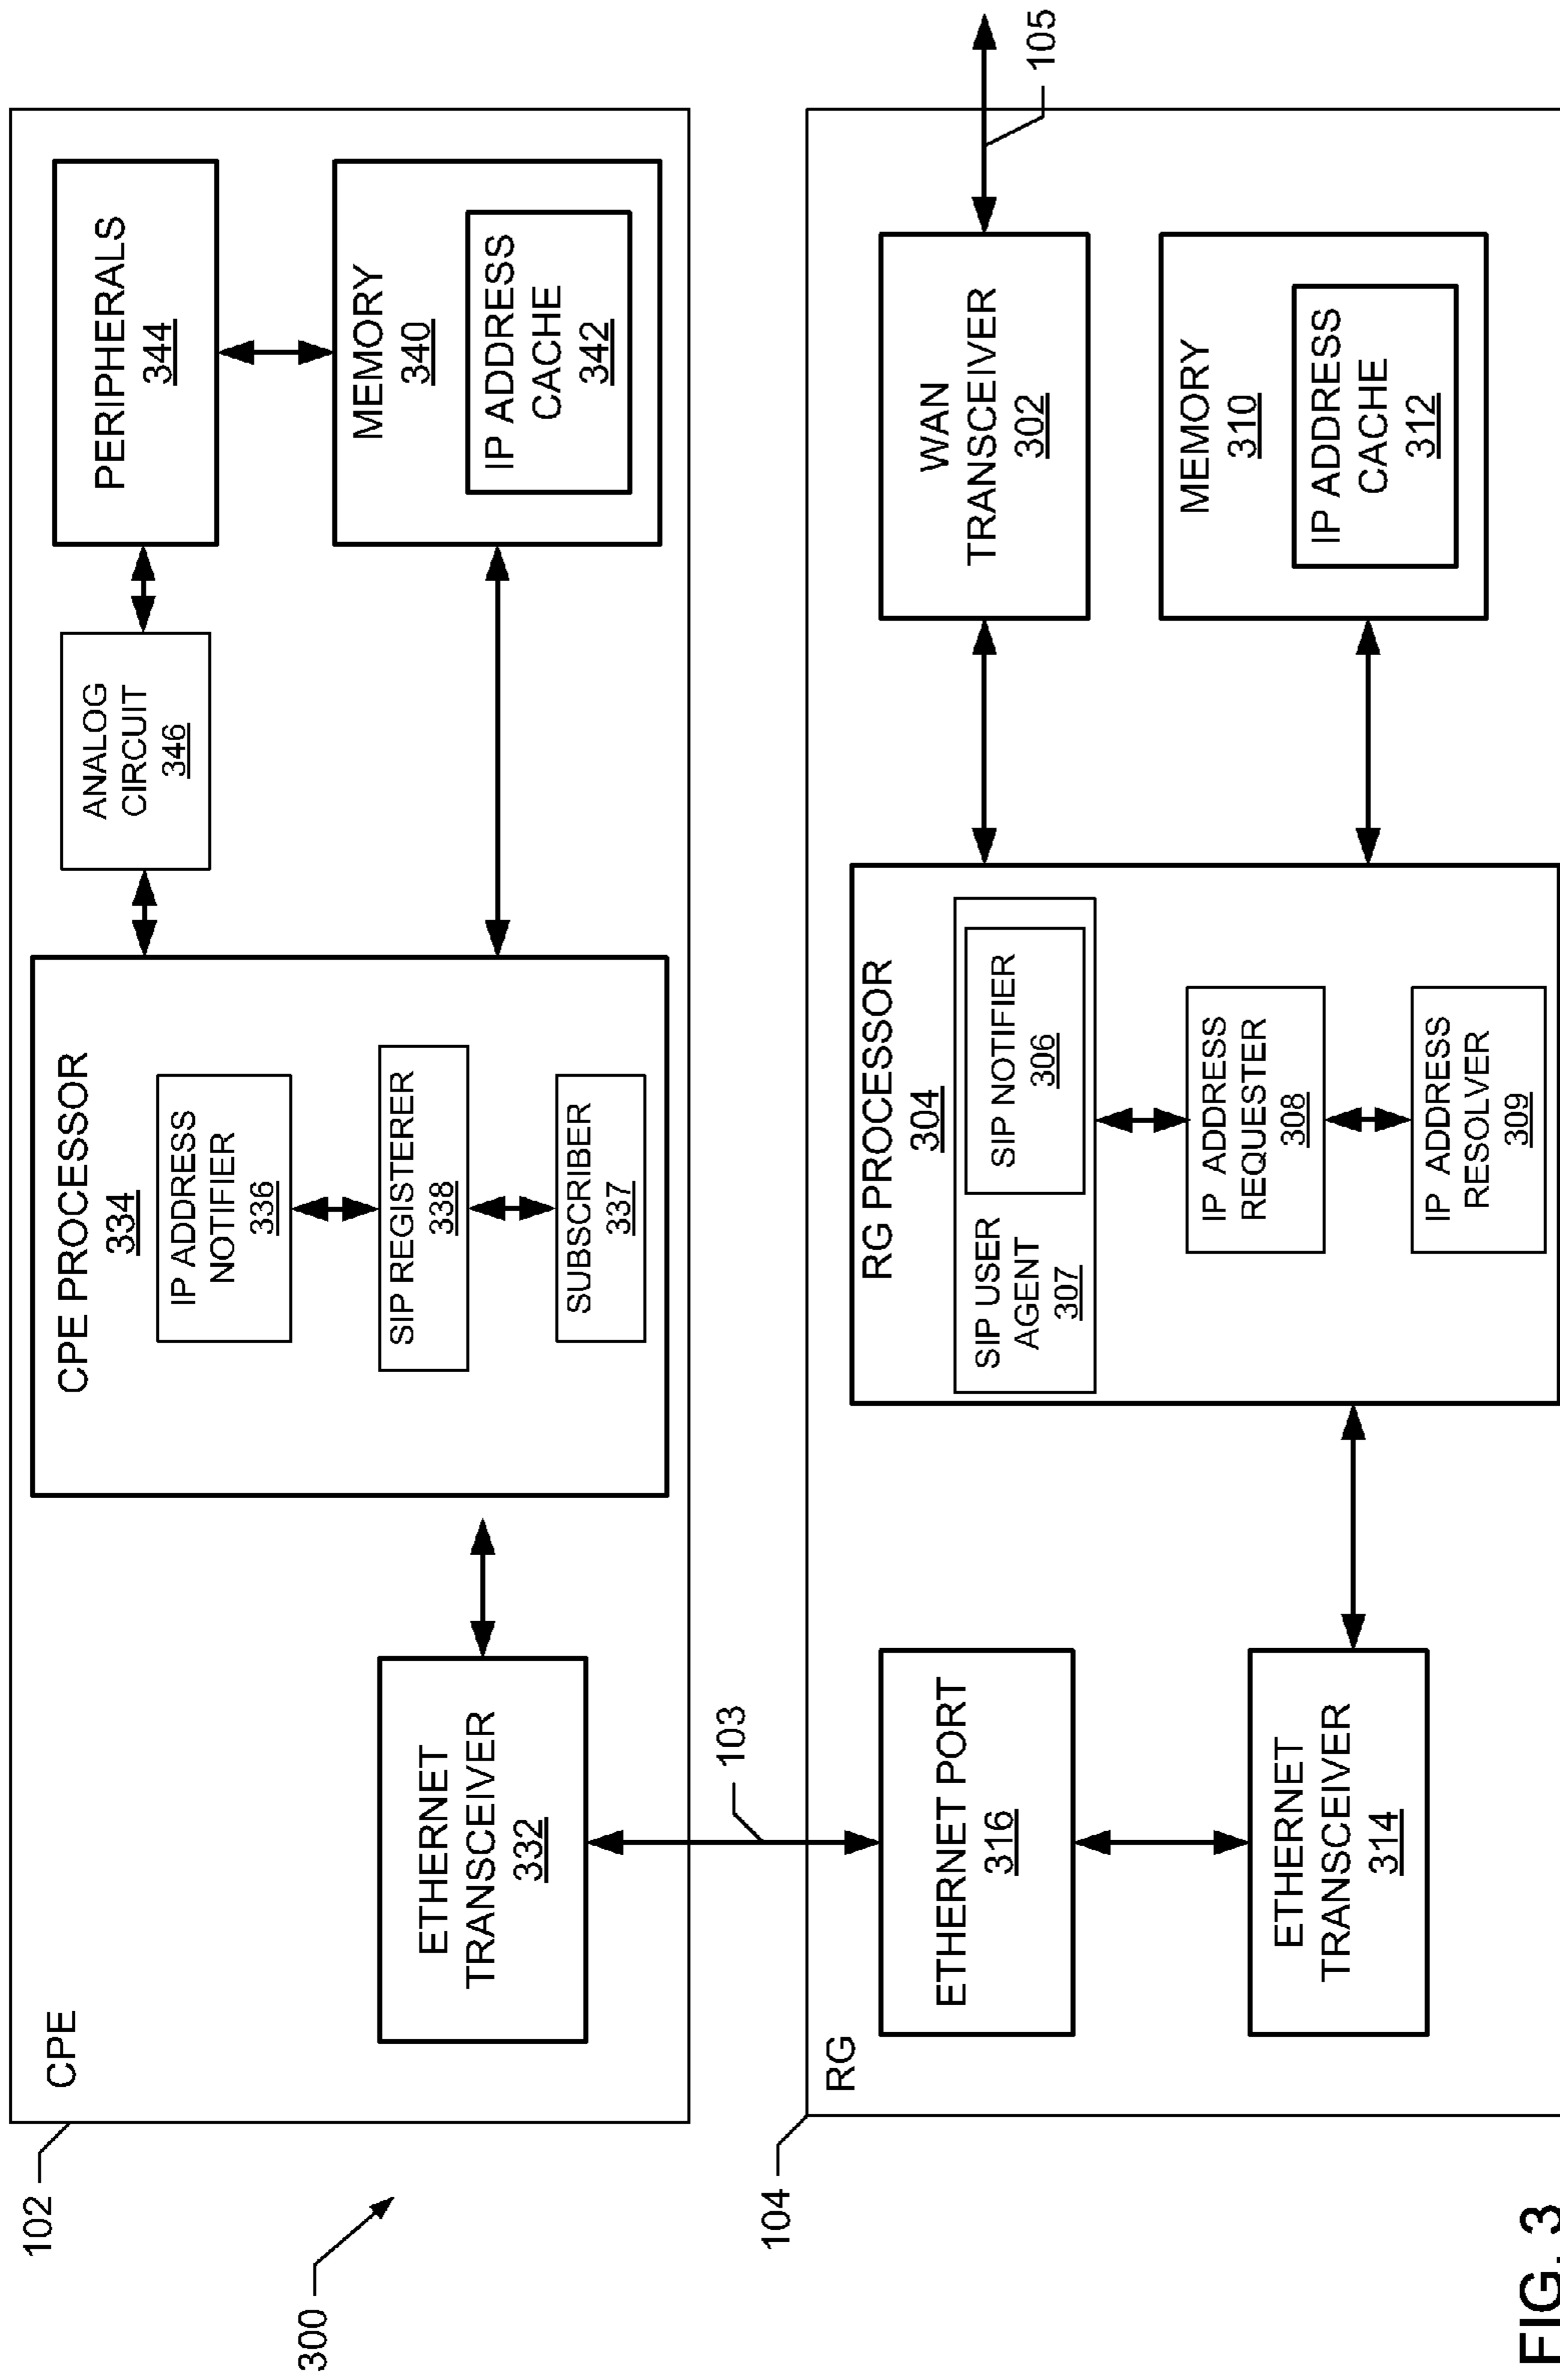 300
102
CPE
ETHERNET
TRANSCEIVER
332
CPE PROCESSOR
334
IP ADDRESS
NOTIFIER
336
SIP REGISTERER
338
SUBSCRIBER
337
ANALOG
CIRCUIT
346
PERIPHERALS
344
MEMORY
340
IP ADDRESS
CACHE
342
103
104
RG
ETHERNET PORT
316
ETHERNET
TRANSCEIVER
314
RG PROCESSOR
304
SIP USER
AGENT
307
SIP NOTIFIER
306
IP ADDRESS
REQUESTER
308
IP ADDRESS
RESOLVER
309
WAN
TRANSCEIVER
302
MEMORY
310
IP ADDRESS
CACHE
312
105
FIG. 3